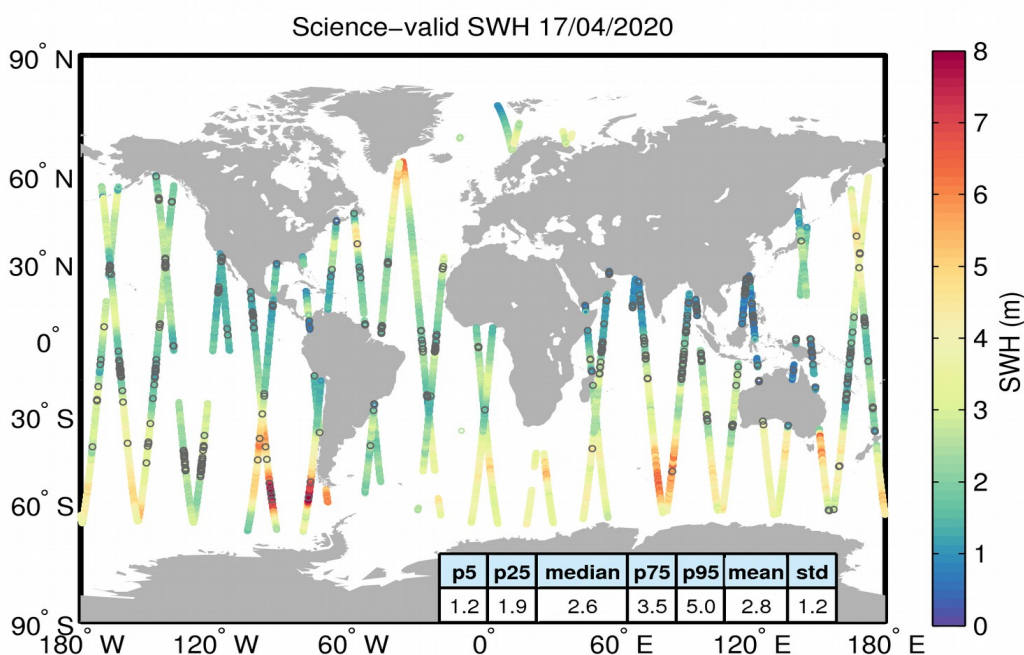 Science−valid SWH 17/04/2020
90° N
60° N
30° N
0°
30° S
60° S
90° S
180° W
120° W
60° W
0°
60° E
120° E
180° E
p5 p25 median p75 p95 mean std
1.2 1.9 2.6 3.5 5.0 2.8 1.2
8
7
6
5
4
3
2
1
0
SWH (m)